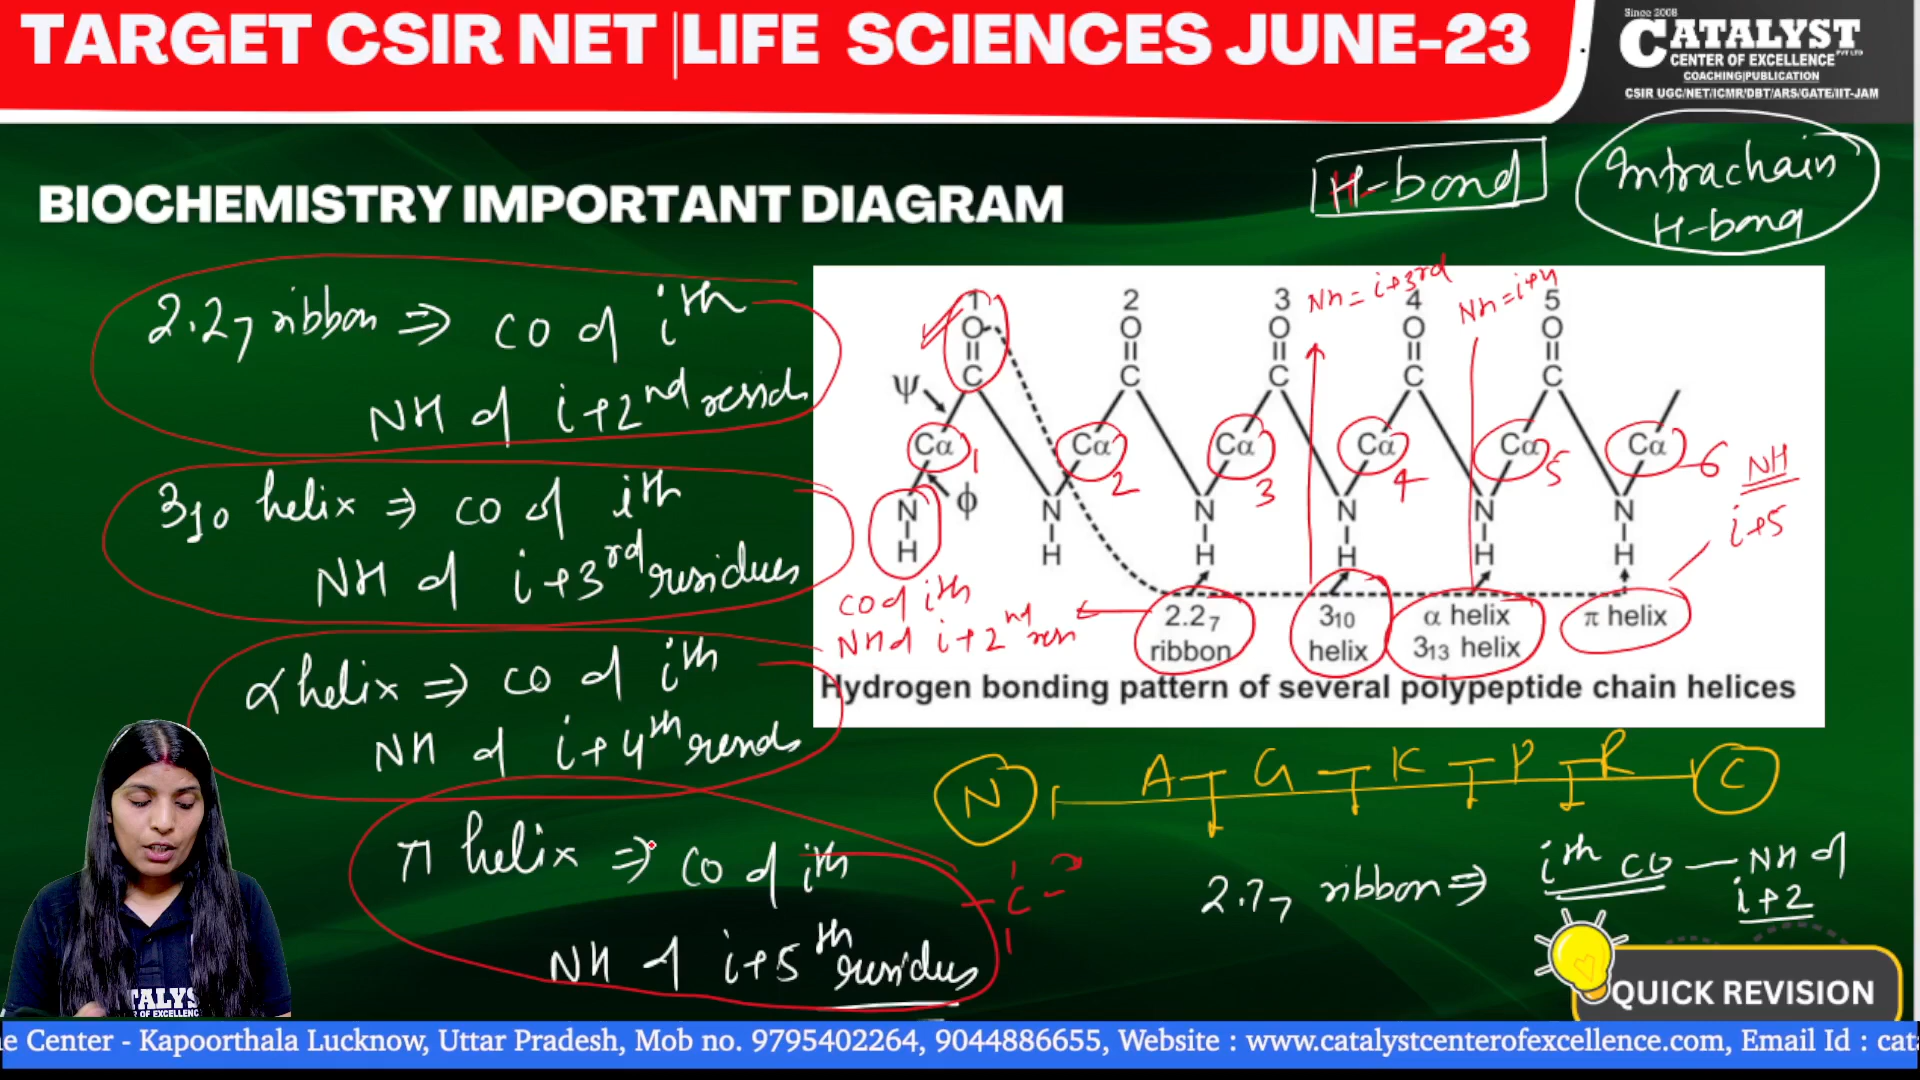 TARGET CSIR NET |LIFE SCIENCES JUNE-23
Since 2008
CATALYST
PVT LTD
CENTER OF EXCELLENCE
COACHING|PUBLICATION
CSIR UGC/NET/ICMR/DBT/ARS/GATE/IIT-JAM
BIOCHEMISTRY IMPORTANT DIAGRAM
H-bond
Intrachain
H-bond
2.27 ribbon ⇒ CO of ith
NH of i+2nd resid
310 helix ⇒ CO of ith
NH of i+3rd residues
α helix ⇒ CO of ith
NH of i+4th
π helix ⇒ CO of ith
NH of i+5th residues
NH = i+3rd
NH = i+4
1 2 3 4 5
O O O O O
C C C C C
ψ
Cα Cα Cα Cα Cα Cα
1 2 3 4 5 6
NH
i+5
ϕ
N N N N N N
H H H H H H
CO of ith
NH of i+2nd res
2.27
ribbon
310
helix
α helix
313 helix
π helix
Hydrogen bonding pattern of several polypeptide chain helices
N A G K P R C
C
2.27 ribbon ⇒ ith CO — NH of
i+2
QUICK REVISION
TALYS
OF EXCELLENC
e Center - Kapoorthala Lucknow, Uttar Pradesh, Mob no. 9795402264, 9044886655, Website : www.catalystcenterofexcellence.com, Email Id : cat